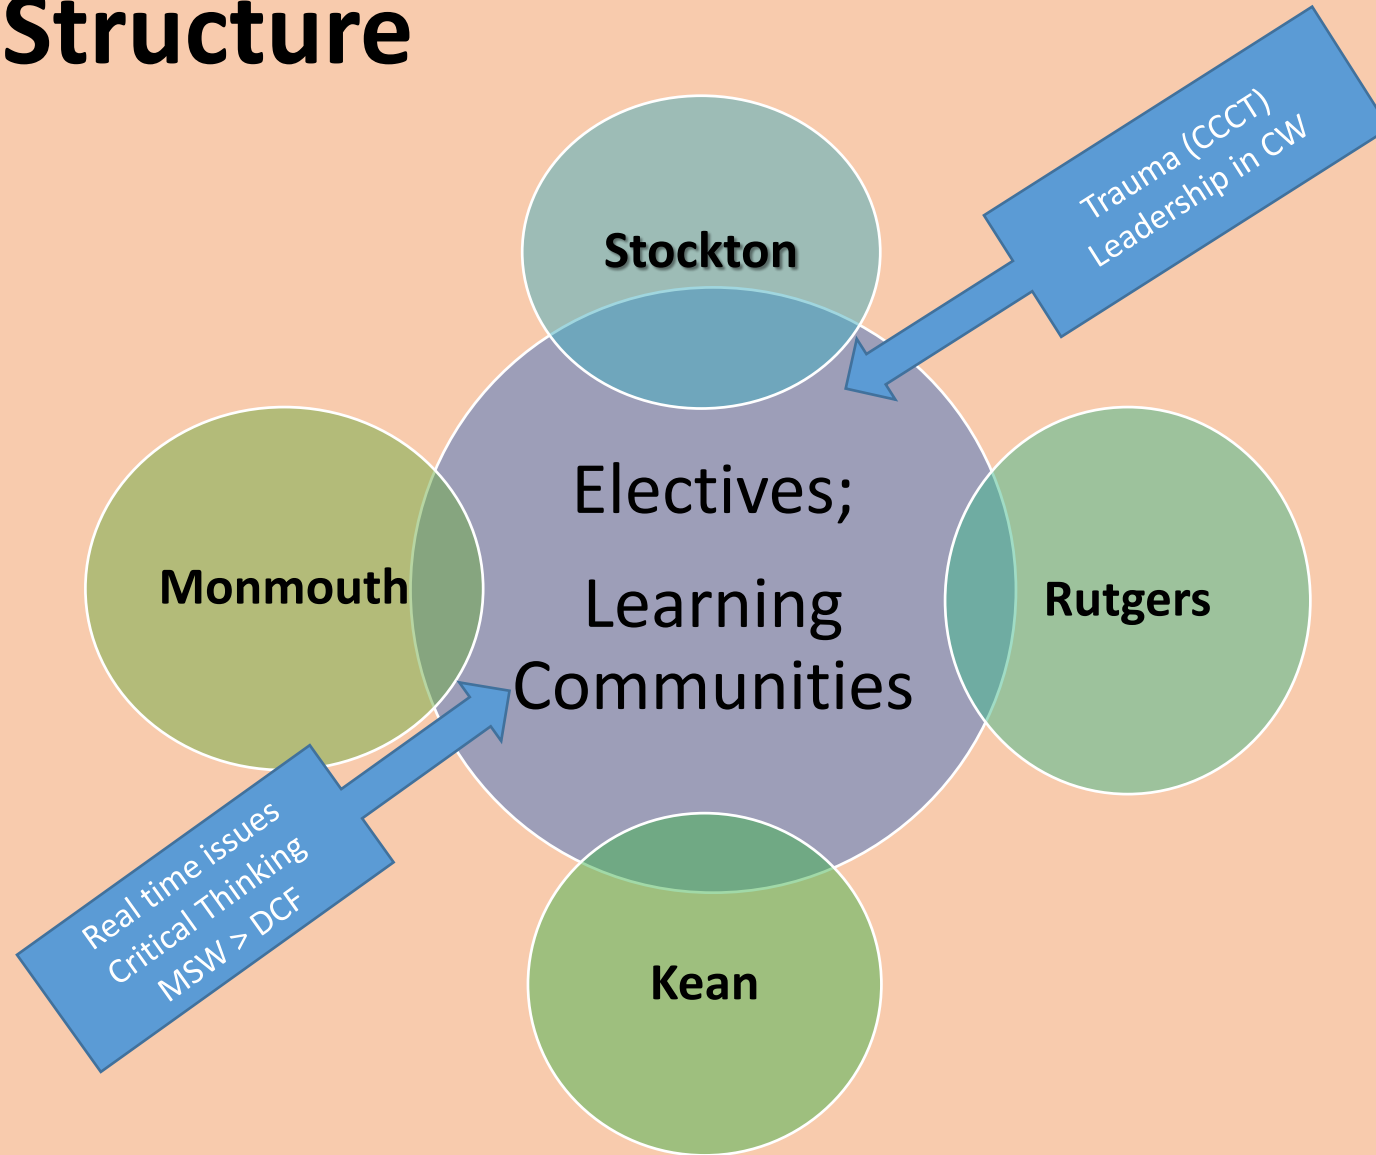 Structure
Trauma (CCCT)
Leadership in CW
Stockton
Electives;
Learning
Communities
Monmouth
Rutgers
Real time issues
Critical Thinking
MSW > DCF
Kean